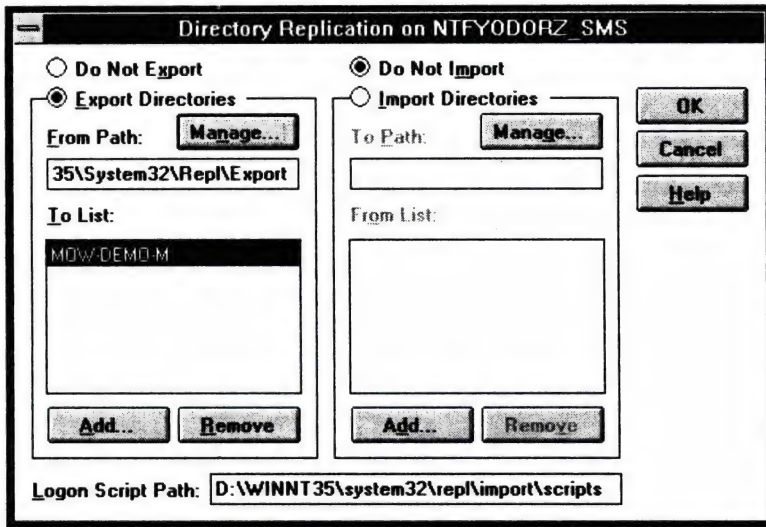 Directory Replication on NTFYODORZ_SMS
Do Not Export
Do Not Import
Export Directories
Import Directories
OK
From Path:
Manage...
To Path:
Manage...
Cancel
35\System32\Repl\Export
Help
To List:
From List:
MOW-DEMO-M
Add...
Remove
Add...
Remove
Logon Script Path:
D:\WINNT35\system32\repl\import\scripts